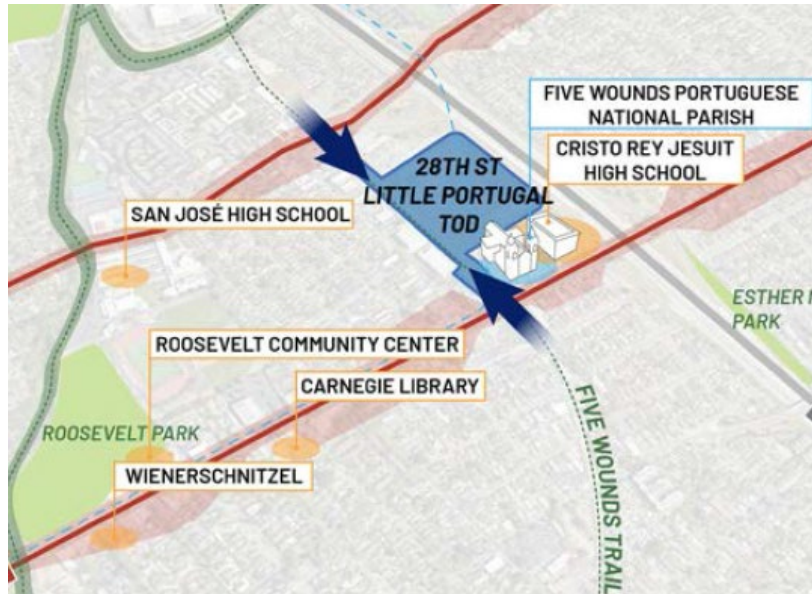 FIVE WOUNDS PORTUGUESE
NATIONAL PARISH
28TH ST
LITTLE PORTUGAL
TOD
CRISTO REY JESUIT
HIGH SCHOOL
SAN JOSÉ HIGH SCHOOL
ESTHER
PARK
ROOSEVELT COMMUNITY CENTER
CARNEGIE LIBRARY
ROOSEVELT PARK
WIENERSCHNITZEL
FIVE WOUNDS TRAIL